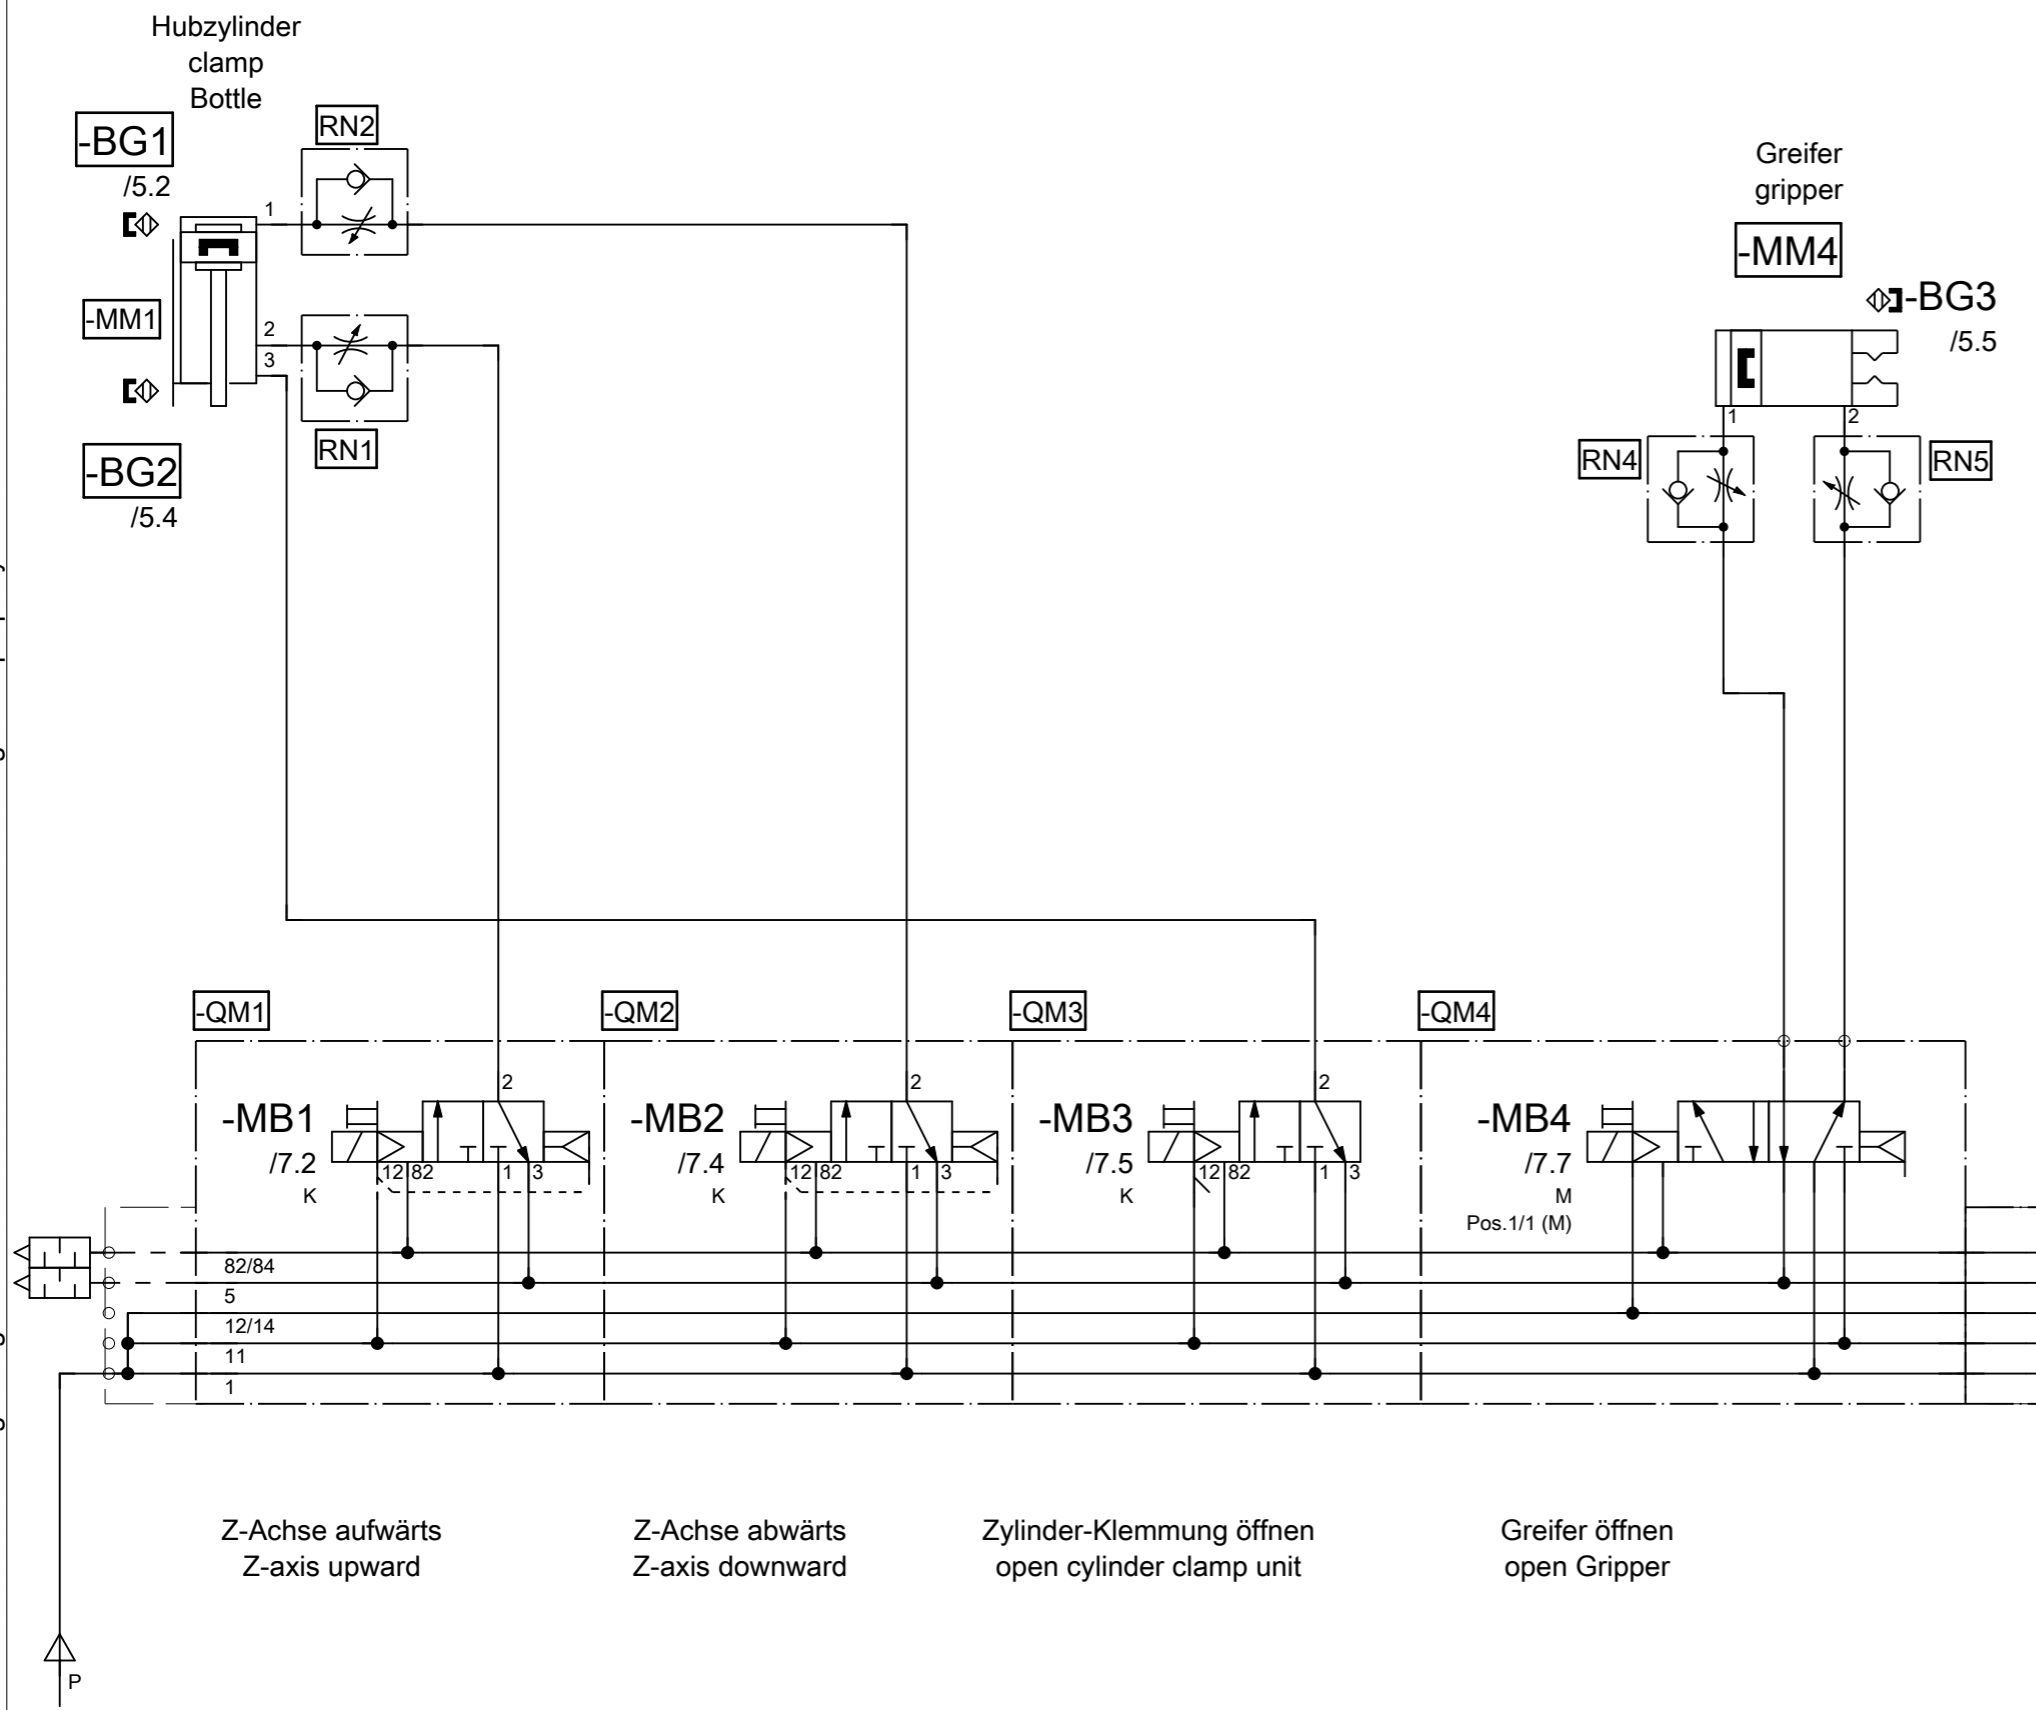 Hubzylinder
clamp
Bottle
-BG1
/5.2
RN2
1
-MM1
2
3
RN1
-BG2
/5.4
Greifer
gripper
-MM4
-BG3
/5.5
1
2
RN4
RN5
-QM1
-QM2
-QM3
-QM4
2
2
2
-MB1
/7.2
K
12 82
1
3
-MB2
/7.4
K
12 82
1
3
-MB3
/7.5
K
12 82
1
3
-MB4
/7.7
M
Pos.1/1 (M)
82/84
5
12/14
11
1
Z-Achse aufwärts
Z-axis upward
Z-Achse abwärts
Z-axis downward
Zylinder-Klemmung öffnen
open cylinder clamp unit
Greifer öffnen
open Gripper
P